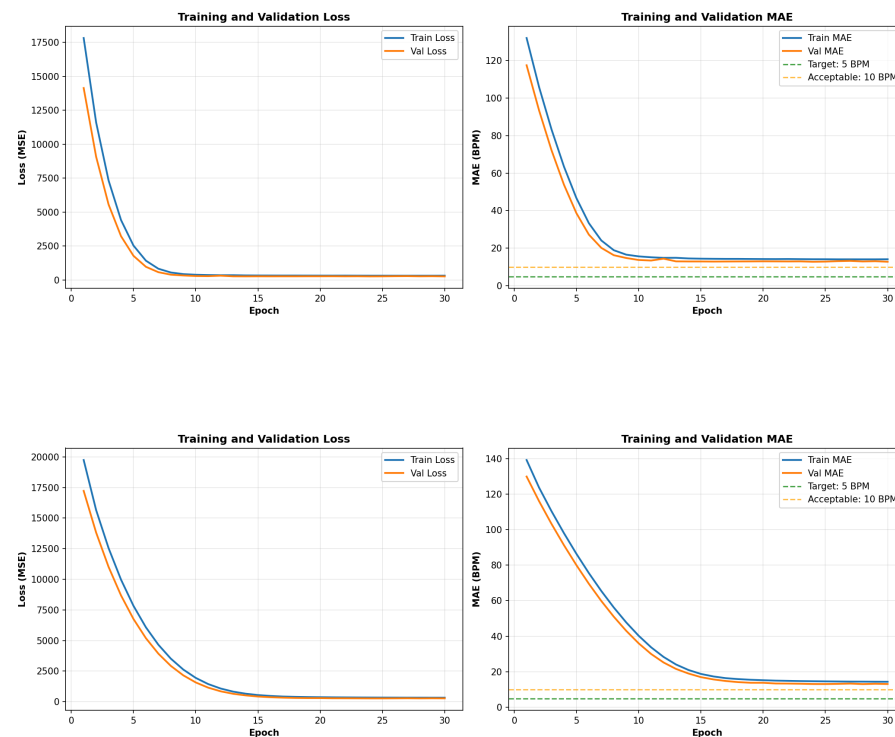 Training and Validation Loss
Loss (MSE)
17500
15000
12500
10000
7500
5000
2500
0
Train Loss
Val Loss
0 5 10 15 20 25 30
Epoch
Training and Validation MAE
MAE (BPM)
120
100
80
60
40
20
0
Train MAE
Val MAE
Target: 5 BPM
Acceptable: 10 BPM
0 5 10 15 20 25 30
Epoch
Training and Validation Loss
Loss (MSE)
20000
17500
15000
12500
10000
7500
5000
2500
0
Train Loss
Val Loss
0 5 10 15 20 25 30
Epoch
Training and Validation MAE
MAE (BPM)
140
120
100
80
60
40
20
0
Train MAE
Val MAE
Target: 5 BPM
Acceptable: 10 BPM
0 5 10 15 20 25 30
Epoch